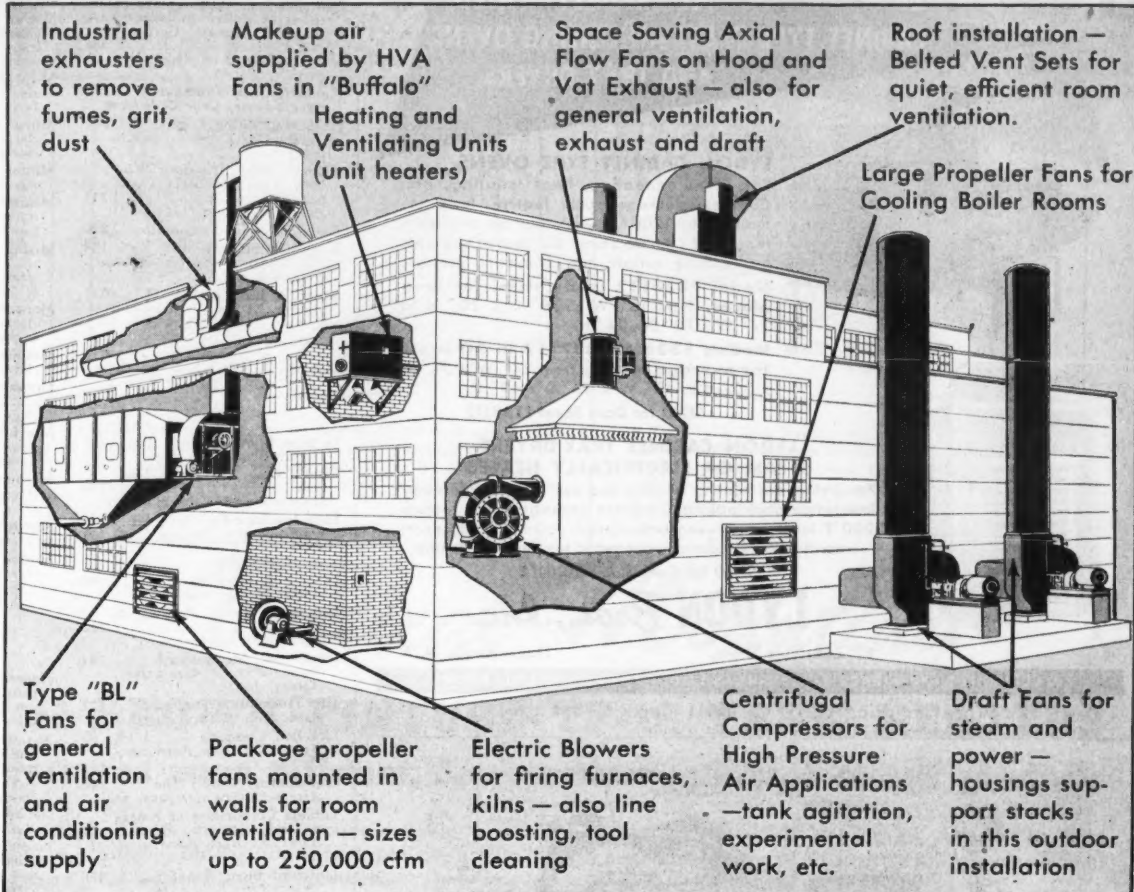 Industrial
exhausters
to remove
fumes, grit,
dust
Makeup air
supplied by HVA
Fans in "Buffalo"
Heating and
Ventilating Units
(unit heaters)
Space Saving Axial
Flow Fans on Hood and
Vat Exhaust — also for
general ventilation,
exhaust and draft
Roof installation —
Belted Vent Sets for
quiet, efficient room
ventilation.
Large Propeller Fans for
Cooling Boiler Rooms
Type "BL"
Fans for
general
ventilation
and air
conditioning
supply
Package propeller
fans mounted in
walls for room
ventilation — sizes
up to 250,000 cfm
Electric Blowers
for firing furnaces,
kilns — also line
boosting, tool
cleaning
Centrifugal
Compressors for
High Pressure
Air Applications
—tank agitation,
experimental
work, etc.
Draft Fans for
steam and
power —
housings sup-
port stacks
in this outdoor
installation